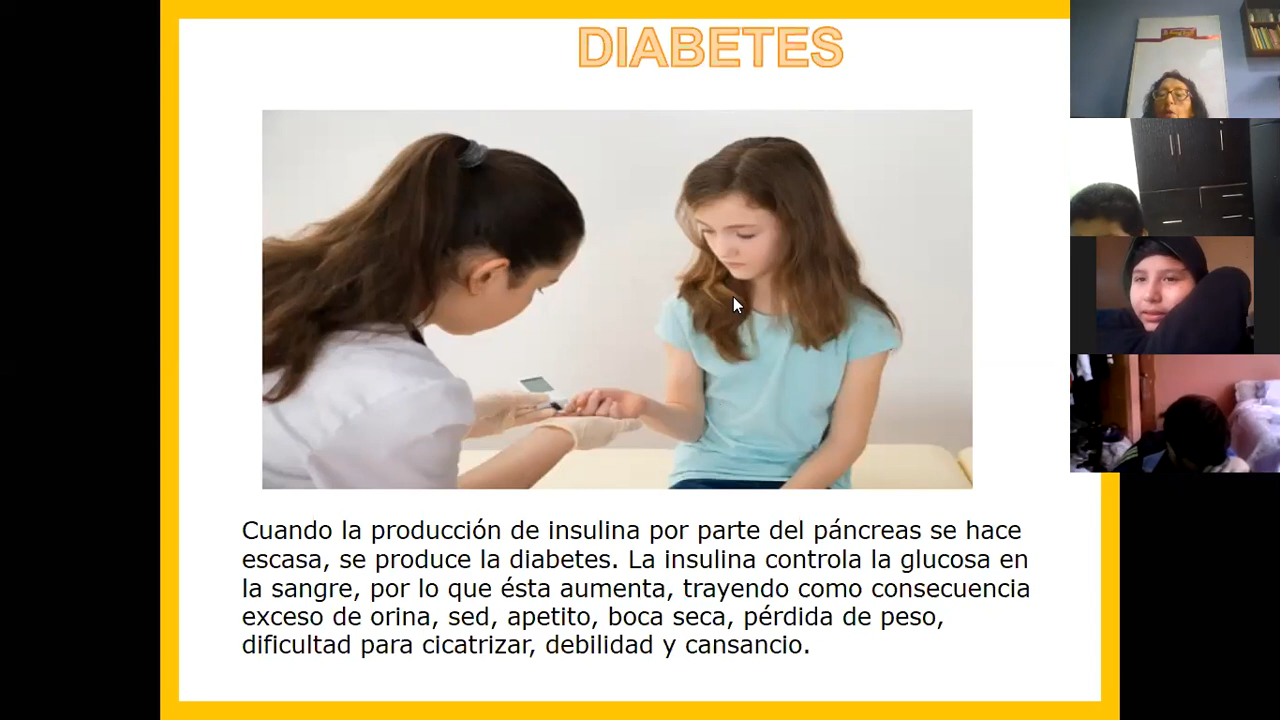 DIABETES
Cuando la producción de insulina por parte del páncreas se hace
escasa, se produce la diabetes. La insulina controla la glucosa en
la sangre, por lo que ésta aumenta, trayendo como consecuencia
exceso de orina, sed, apetito, boca seca, pérdida de peso,
dificultad para cicatrizar, debilidad y cansancio.